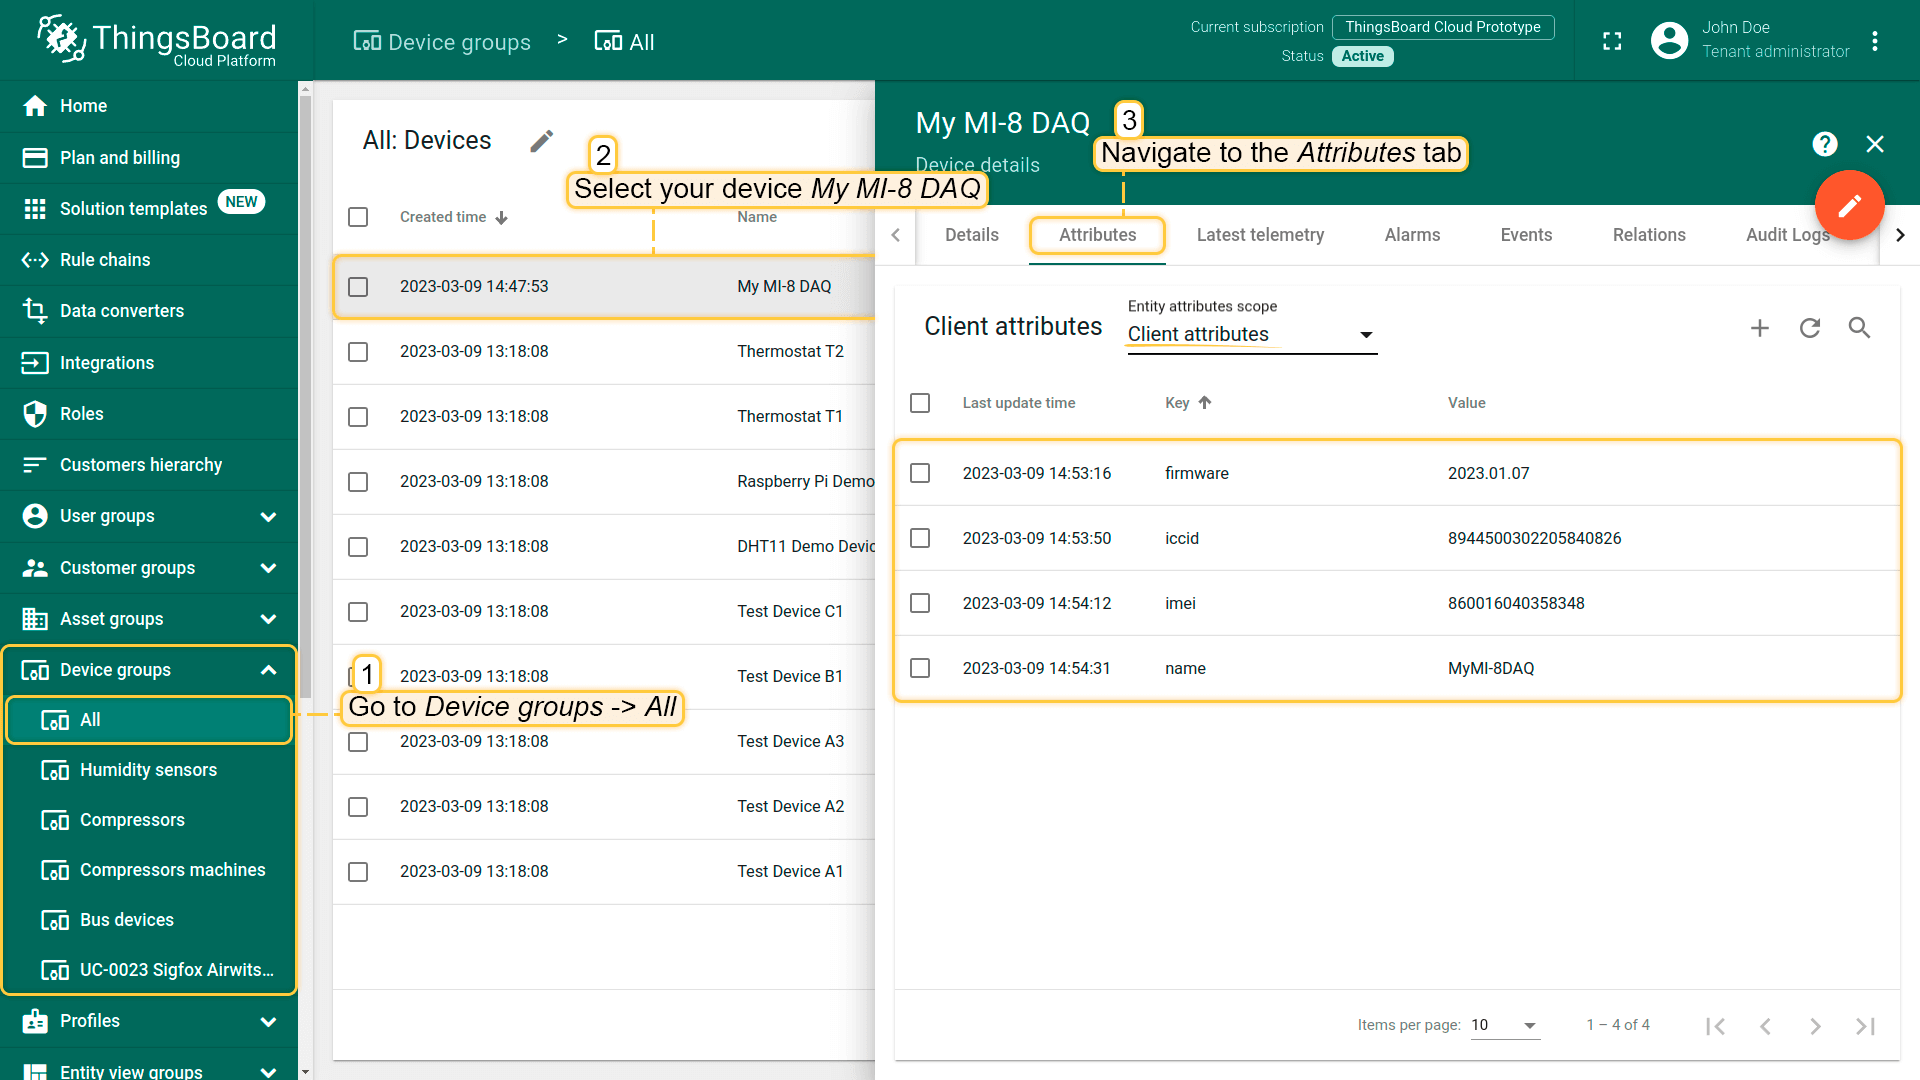 ThingsBoard
Cloud Platform
Device groups > All
Current subscription ThingsBoard Cloud Prototype
Status Active
John Doe
Tenant administrator
Home
Plan and billing
Solution templates NEW
Rule chains
Data converters
Integrations
Roles
Customers hierarchy
User groups
Customer groups
Asset groups
Device groups
All
Humidity sensors
Compressors
Compressors machines
Bus devices
UC-0023 Sigfox Airwits...
Profiles
Entity view groups
1
Go to Device groups -> All
All: Devices
2
Select your device My MI-8 DAQ
Created time Name
2023-03-09 14:47:53 My MI-8 DAQ
2023-03-09 13:18:08 Thermostat T2
2023-03-09 13:18:08 Thermostat T1
2023-03-09 13:18:08 Raspberry Pi Demo
2023-03-09 13:18:08 DHT11 Demo Devic
2023-03-09 13:18:08 Test Device C1
2023-03-09 13:18:08 Test Device B1
2023-03-09 13:18:08 Test Device A3
2023-03-09 13:18:08 Test Device A2
2023-03-09 13:18:08 Test Device A1
My MI-8 DAQ
Device details
3
Navigate to the Attributes tab
Details Attributes Latest telemetry Alarms Events Relations Audit Logs
Client attributes
Entity attributes scope
Client attributes
Last update time Key Value
2023-03-09 14:53:16 firmware 2023.01.07
2023-03-09 14:53:50 iccid 8944500302205840826
2023-03-09 14:54:12 imei 860016040358348
2023-03-09 14:54:31 name MyMI-8DAQ
Items per page: 10 1 – 4 of 4